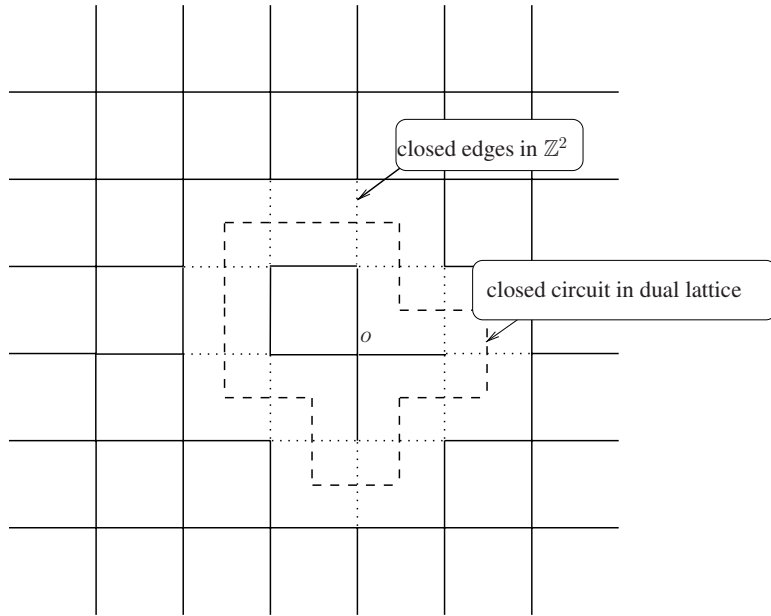 closed edges in ℤ²
closed circuit in dual lattice
o